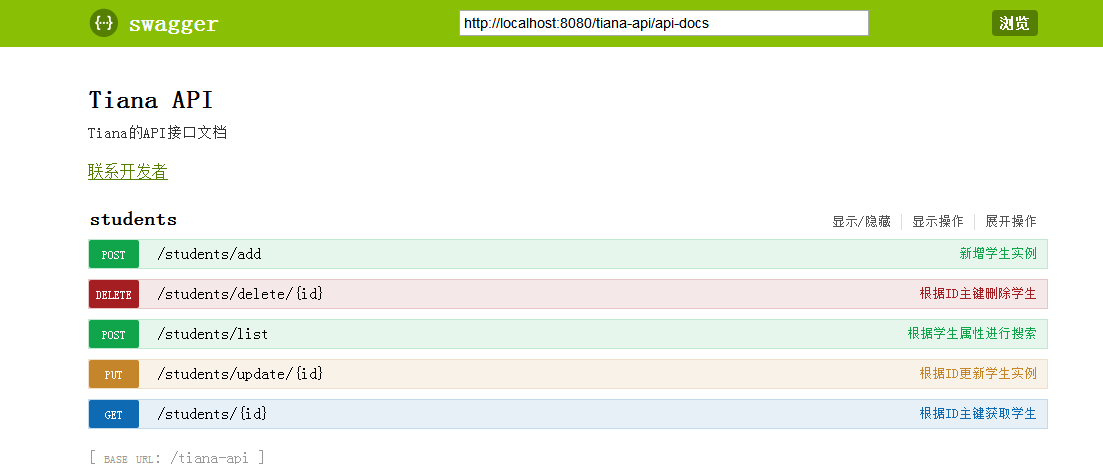 swagger http://localhost:8080/tiana-api/api-docs 浏览
Tiana API
Tiana的API接口文档
联系开发者
students 显示/隐藏 显示操作 展开操作
POST /students/add 新增学生实例
DELETE /students/delete/{id} 根据ID主键删除学生
POST /students/list 根据学生属性进行搜索
PUT /students/update/{id} 根据ID更新学生实例
GET /students/{id} 根据ID主键获取学生
[ BASE URL: /tiana-api ]